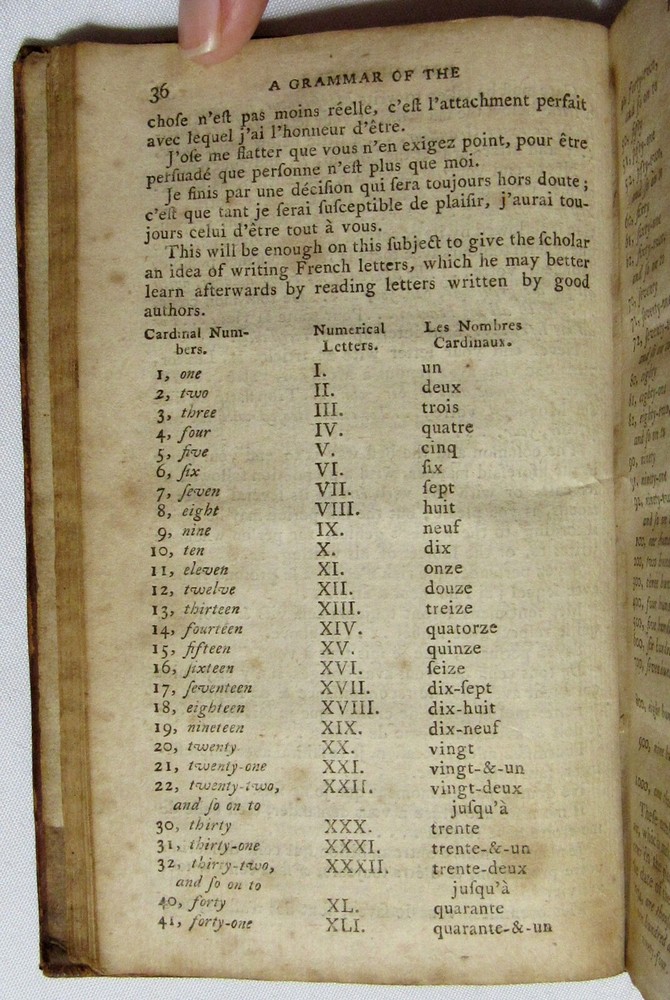 36 A GRAMMAR OF THE
choſe n'eſt pas moins réelle, c'eſt l'attachment perfait
avec lequel j'ai l'honneur d'être.
J'oſe me flatter que vous n'en exigez point, pour être
perſuadé que perſonne n'eſt plus que moi.
Je finis par une déciſion qui ſera toujours hors doute;
c'eſt que tant je ſerai ſuſceptible de plaiſir, j'aurai tou-
jours celui d'être tout à vous.
This will be enough on this ſubject to give the ſcholar
an idea of writing French letters, which he may better
learn afterwards by reading letters written by good
authors.
Cardinal Num- Numerical Les Nombres
bers. Letters. Cardinaux.
1, one I. un
2, two II. deux
3, three III. trois
4, four IV. quatre
5, five V. cinq
6, ſix VI. ſix
7, ſeven VII. ſept
8, eight VIII. huit
9, nine IX. neuf
10, ten X. dix
11, eleven XI. onze
12, twelve XII. douze
13, thirteen XIII. treize
14, fourteen XIV. quatorze
15, fifteen XV. quinze
16, ſixteen XVI. ſeize
17, ſeventeen XVII. dix-ſept
18, eighteen XVIII. dix-huit
19, nineteen XIX. dix-neuf
20, twenty XX. vingt
21, twenty-one XXI. vingt-&-un
22, twenty-two, XXII. vingt-deux
and ſo on to juſqu'à
30, thirty XXX. trente
31, thirty-one XXXI. trente-&-un
32, thirty-two, XXXII. trente-deux
and ſo on to juſqu'à
40, forty XL. quarante
41, forty-one XLI. quarante-&-un